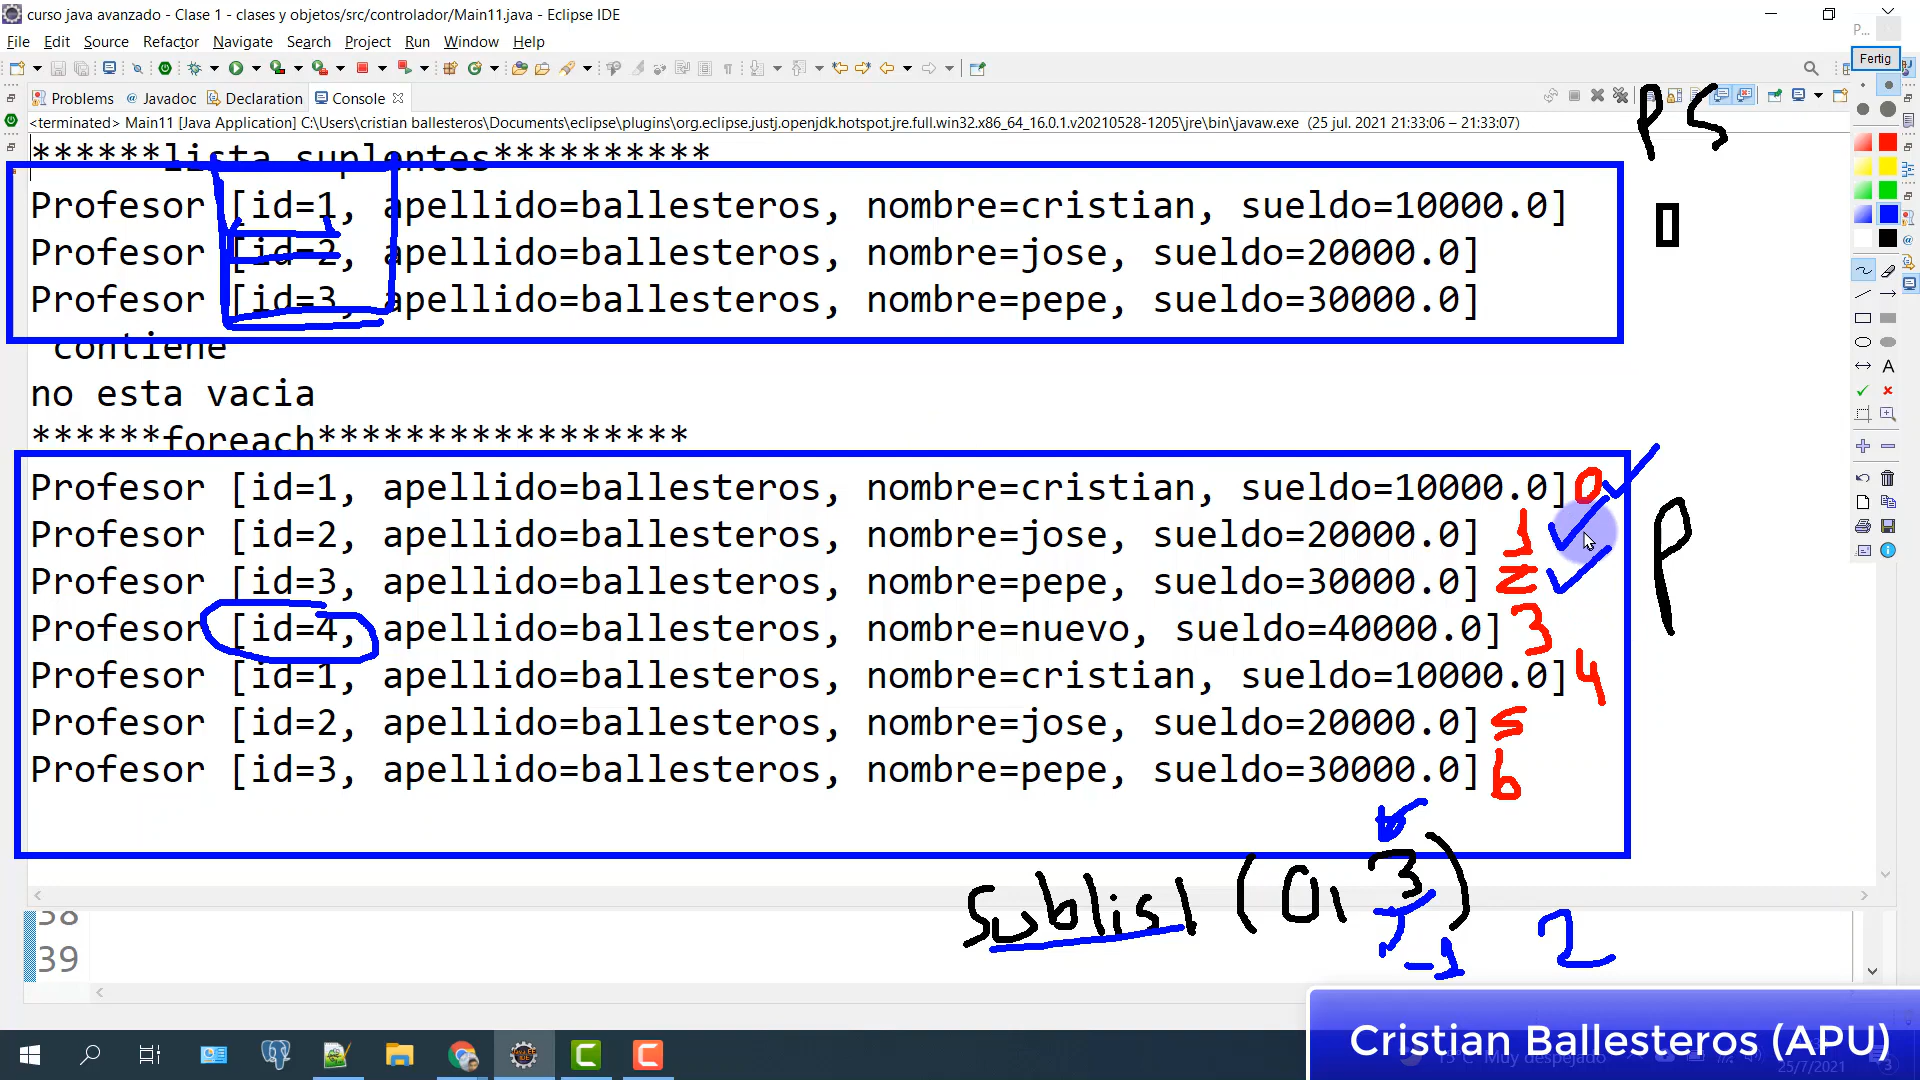 curso java avanzado - Clase 1 - clases y objetos/src/controlador/Main11.java - Eclipse IDE
File Edit Source Refactor Navigate Search Project Run Window Help
P...
Fertig
Problems @ Javadoc Declaration Console
<terminated> Main11 [Java Application] C:\Users\cristian ballesteros\Documents\eclipse\plugins\org.eclipse.justj.openjdk.hotspot.jre.full.win32.x86_64_16.0.1.v20210528-1205\jre\bin\javaw.exe (25 jul. 2021 21:33:06 – 21:33:07)
PS
******lista suplentes**********
Profesor [id=1, apellido=ballesteros, nombre=cristian, sueldo=10000.0]
Profesor [id=2, apellido=ballesteros, nombre=jose, sueldo=20000.0]
Profesor [id=3, apellido=ballesteros, nombre=pepe, sueldo=30000.0]
contiene
no esta vacia
******foreach*****************
Profesor [id=1, apellido=ballesteros, nombre=cristian, sueldo=10000.0] 0
Profesor [id=2, apellido=ballesteros, nombre=jose, sueldo=20000.0] 1
P
Profesor [id=3, apellido=ballesteros, nombre=pepe, sueldo=30000.0] 2
Profesor [id=4, apellido=ballesteros, nombre=nuevo, sueldo=40000.0] 3
Profesor [id=1, apellido=ballesteros, nombre=cristian, sueldo=10000.0] 4
Profesor [id=2, apellido=ballesteros, nombre=jose, sueldo=20000.0] 5
Profesor [id=3, apellido=ballesteros, nombre=pepe, sueldo=30000.0] 6
sublist (0, 3)
-1 2
38
39
Cristian Ballesteros (APU)
15°C Muy despejado
25/7/2021